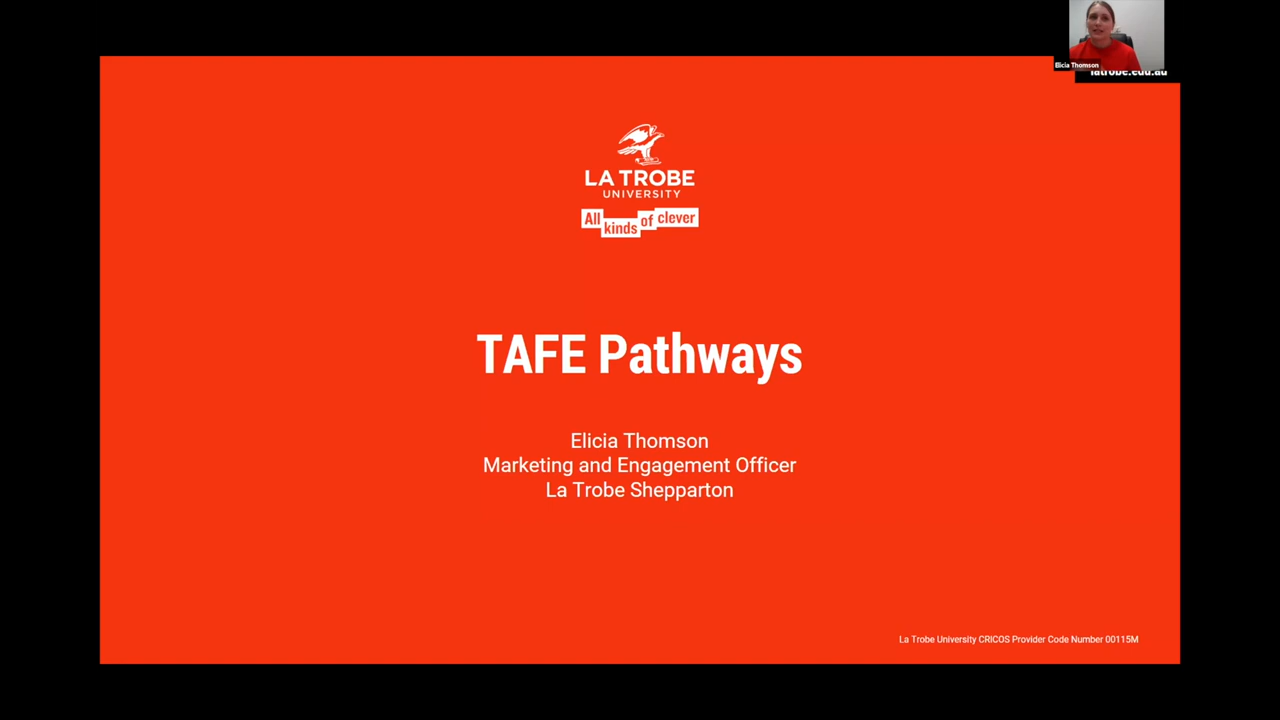 Elicia Thomson
latrobe.edu.au
LA TROBE
UNIVERSITY
All kinds of clever
TAFE Pathways
Elicia Thomson
Marketing and Engagement Officer
La Trobe Shepparton
La Trobe University CRICOS Provider Code Number 00115M